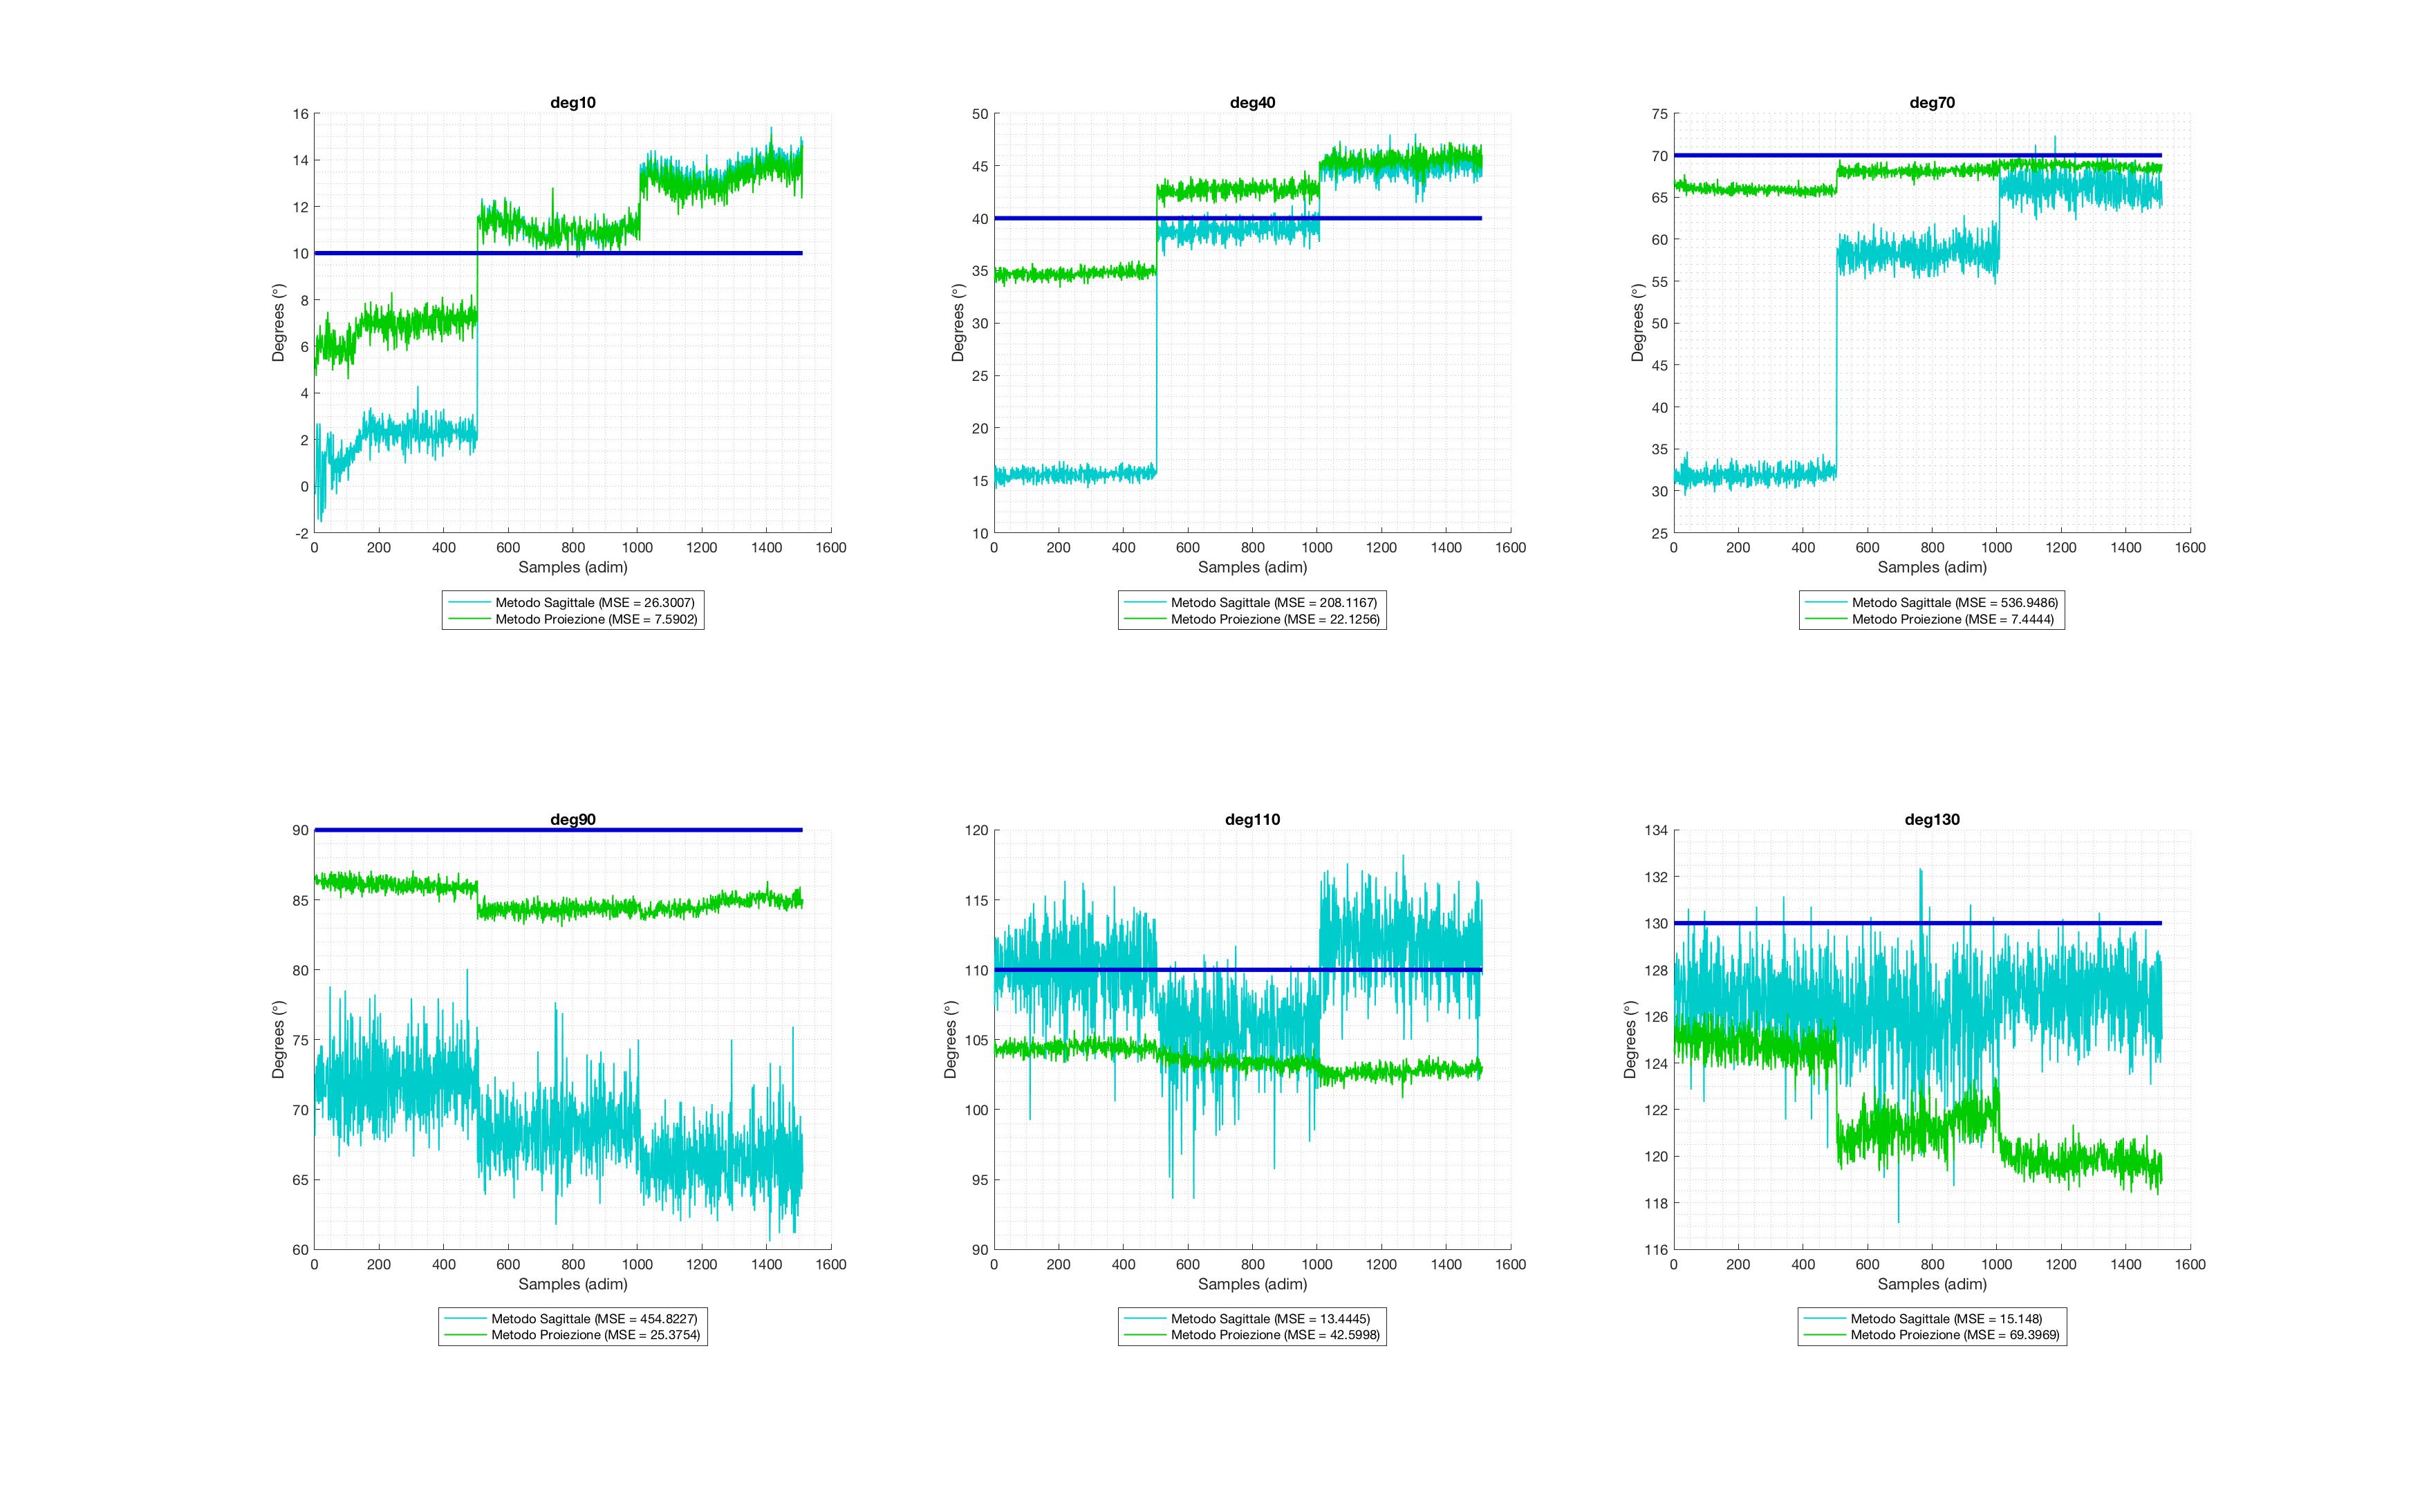 deg10
16
14
12
10
8
6
4
2
0
-2
Degrees (°)
0 200 400 600 800 1000 1200 1400 1600
Samples (adim)
Metodo Sagittale (MSE = 26.3007)
Metodo Proiezione (MSE = 7.5902)
deg40
50
45
40
35
30
25
20
15
10
Degrees (°)
0 200 400 600 800 1000 1200 1400 1600
Samples (adim)
Metodo Sagittale (MSE = 208.1167)
Metodo Proiezione (MSE = 22.1256)
deg70
75
70
65
60
55
50
45
40
35
30
25
Degrees (°)
0 200 400 600 800 1000 1200 1400 1600
Samples (adim)
Metodo Sagittale (MSE = 536.9486)
Metodo Proiezione (MSE = 7.4444)
deg90
90
85
80
75
70
65
60
Degrees (°)
0 200 400 600 800 1000 1200 1400 1600
Samples (adim)
Metodo Sagittale (MSE = 454.8227)
Metodo Proiezione (MSE = 25.3754)
deg110
120
115
110
105
100
95
90
Degrees (°)
0 200 400 600 800 1000 1200 1400 1600
Samples (adim)
Metodo Sagittale (MSE = 13.4445)
Metodo Proiezione (MSE = 42.5998)
deg130
134
132
130
128
126
124
122
120
118
116
Degrees (°)
0 200 400 600 800 1000 1200 1400 1600
Samples (adim)
Metodo Sagittale (MSE = 15.148)
Metodo Proiezione (MSE = 69.3969)